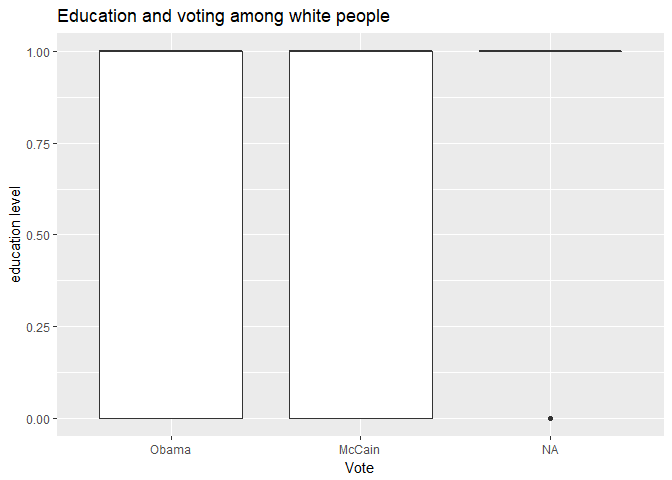 Education and voting among white people
education level
1.00
0.75
0.50
0.25
0.00
Obama McCain NA
Vote